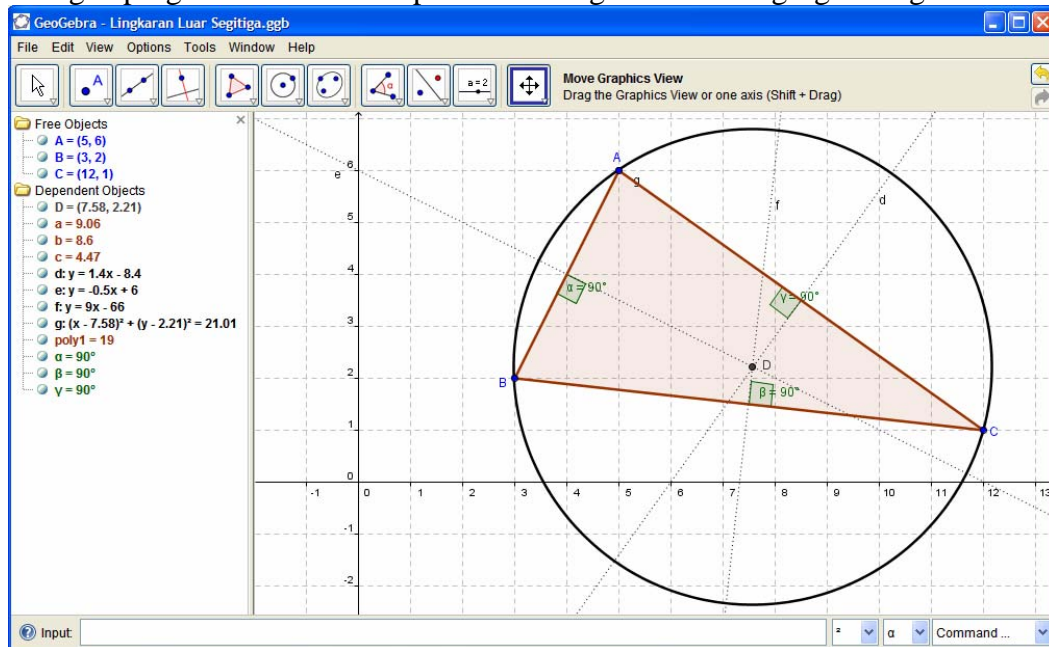 GeoGebra - Lingkaran Luar Segitiga.ggb
File Edit View Options Tools Window Help
A
α
a=2
Move Graphics View
Drag the Graphics View or one axis (Shift + Drag)
Free Objects
A = (5, 6)
B = (3, 2)
C = (12, 1)
Dependent Objects
D = (7.58, 2.21)
a = 9.06
b = 8.6
c = 4.47
d: y = 1.4x - 8.4
e: y = -0.5x + 6
f: y = 9x - 66
g: (x - 7.58)² + (y - 2.21)² = 21.01
poly1 = 19
α = 90°
β = 90°
γ = 90°
A
6
e
g
f
d
5
4
α = 90°
γ = 90°
3
D
2
B
β = 90°
1
C
0
-1 0 1 2 3 4 5 6 7 8 9 10 11 12 13
-1
-2
Input:
² α Command ...